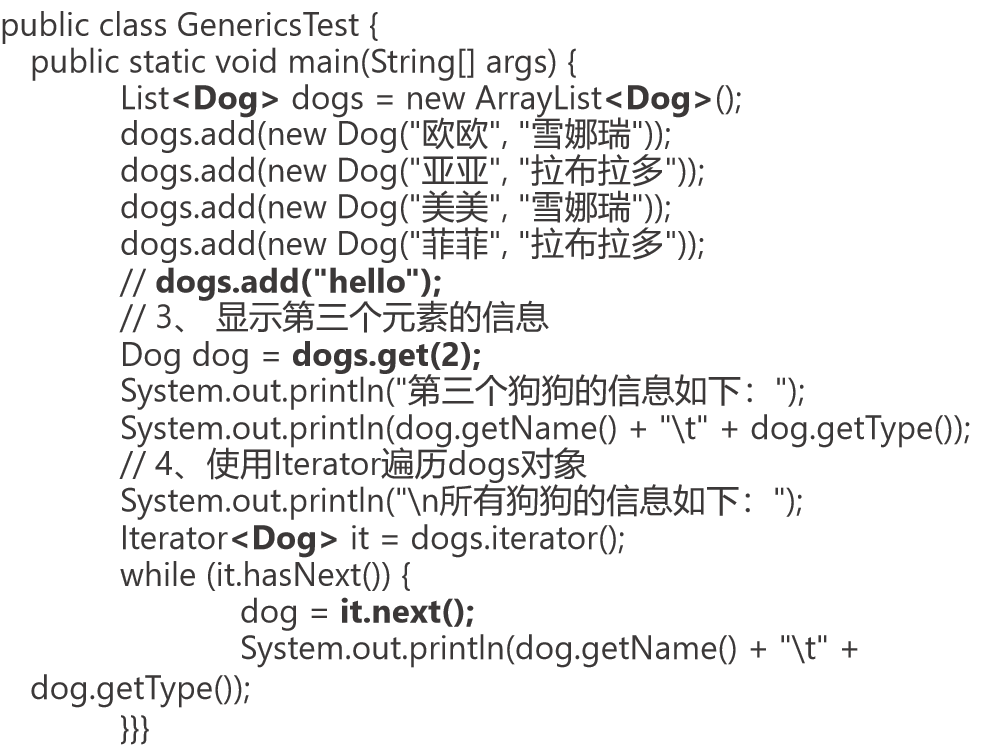 public class GenericsTest {
public static void main(String[] args) {
List<Dog> dogs = new ArrayList<Dog>();
dogs.add(new Dog("欧欧", "雪娜瑞"));
dogs.add(new Dog("亚亚", "拉布拉多"));
dogs.add(new Dog("美美", "雪娜瑞"));
dogs.add(new Dog("菲菲", "拉布拉多"));
// dogs.add("hello");
// 3、 显示第三个元素的信息
Dog dog = dogs.get(2);
System.out.println("第三个狗狗的信息如下：");
System.out.println(dog.getName() + "\t" + dog.getType());
// 4、使用Iterator遍历dogs对象
System.out.println("\n所有狗狗的信息如下：");
Iterator<Dog> it = dogs.iterator();
while (it.hasNext()) {
dog = it.next();
System.out.println(dog.getName() + "\t" +
dog.getType());
}}}